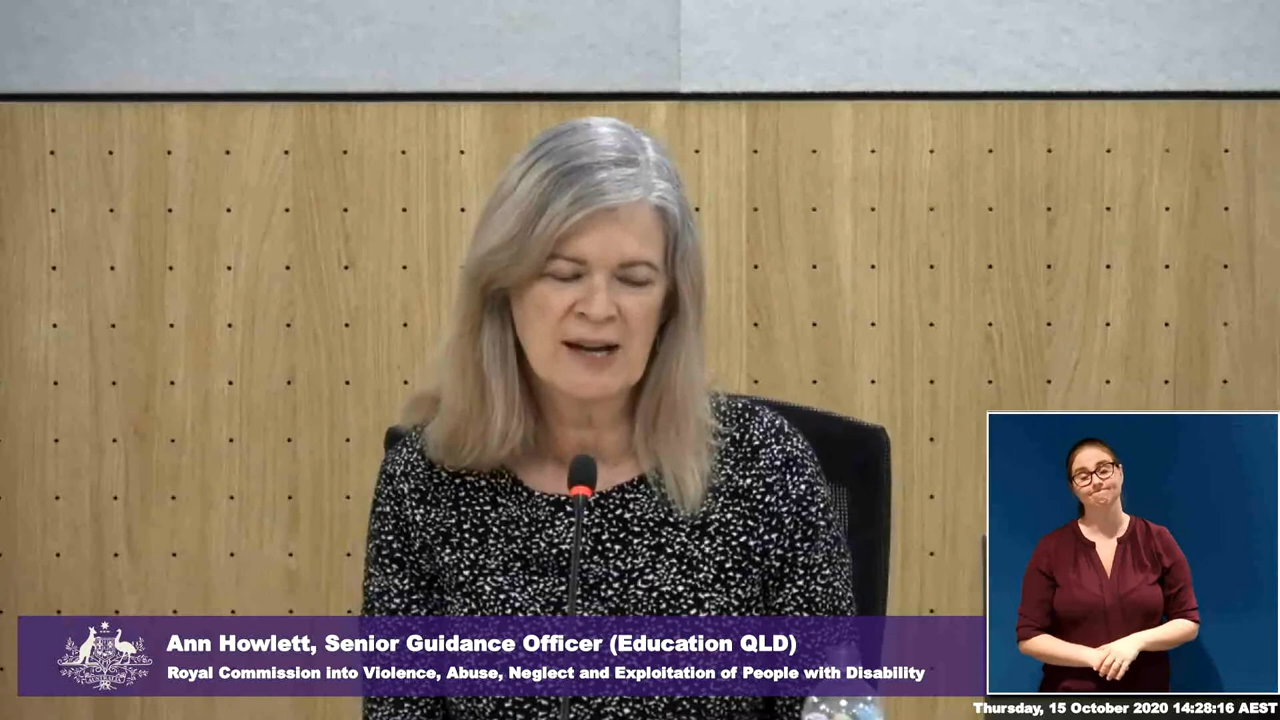 Ann Howlett, Senior Guidance Officer (Education QLD)
Royal Commission into Violence, Abuse, Neglect and Exploitation of People with Disability
AUSTRALIA
Thursday, 15 October 2020 14:28:16 AEST